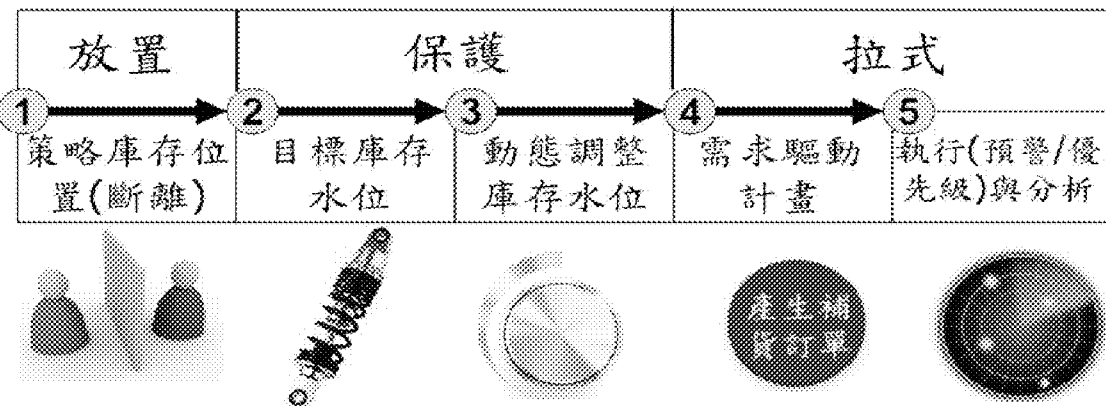 放置
保護
拉式
1
2
3
4
5
策略庫存位
置(斷離)
目標庫存
水位
動態調整
庫存水位
需求驅動
計畫
執行(預警/優
先級)與分析
產生補
貨訂單